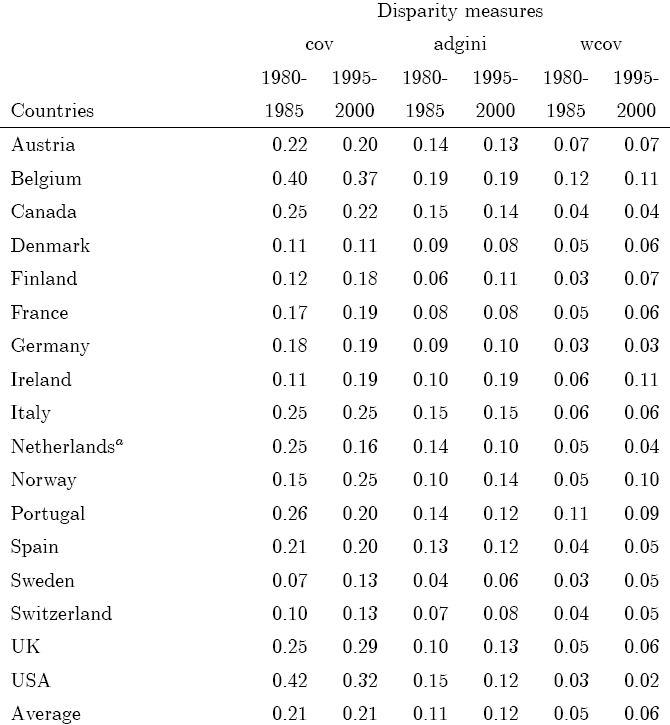 Disparity measures
cov adgini wcov
1980- 1995- 1980- 1995- 1980- 1995-
Countries 1985 2000 1985 2000 1985 2000
Austria 0.22 0.20 0.14 0.13 0.07 0.07
Belgium 0.40 0.37 0.19 0.19 0.12 0.11
Canada 0.25 0.22 0.15 0.14 0.04 0.04
Denmark 0.11 0.11 0.09 0.08 0.05 0.06
Finland 0.12 0.18 0.06 0.11 0.03 0.07
France 0.17 0.19 0.08 0.08 0.05 0.06
Germany 0.18 0.19 0.09 0.10 0.03 0.03
Ireland 0.11 0.19 0.10 0.19 0.06 0.11
Italy 0.25 0.25 0.15 0.15 0.06 0.06
Netherlandsᵃ 0.25 0.16 0.14 0.10 0.05 0.04
Norway 0.15 0.25 0.10 0.14 0.05 0.10
Portugal 0.26 0.20 0.14 0.12 0.11 0.09
Spain 0.21 0.20 0.13 0.12 0.04 0.05
Sweden 0.07 0.13 0.04 0.06 0.03 0.05
Switzerland 0.10 0.13 0.07 0.08 0.04 0.05
UK 0.25 0.29 0.10 0.13 0.05 0.06
USA 0.42 0.32 0.15 0.12 0.03 0.02
Average 0.21 0.21 0.11 0.12 0.05 0.06